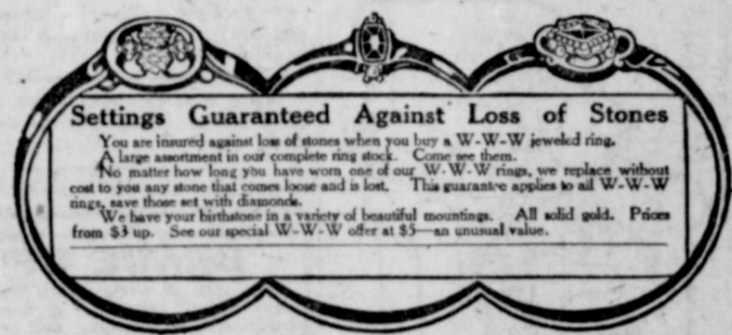 Settings Guaranteed Against Loss of Stones
You are insured against loss of stones when you buy a W-W-W jeweled ring.
A large assortment in our complete ring stock. Come see them.
No matter how long you have worn one of our W-W-W rings, we replace without
cost to you any stone that comes loose and is lost. This guarantee applies to all W-W-W
rings, save those set with diamonds.
We have your birthstone in a variety of beautiful mountings. All solid gold. Prices
from $3 up. See our special W-W-W offer at $5—an unusual value.